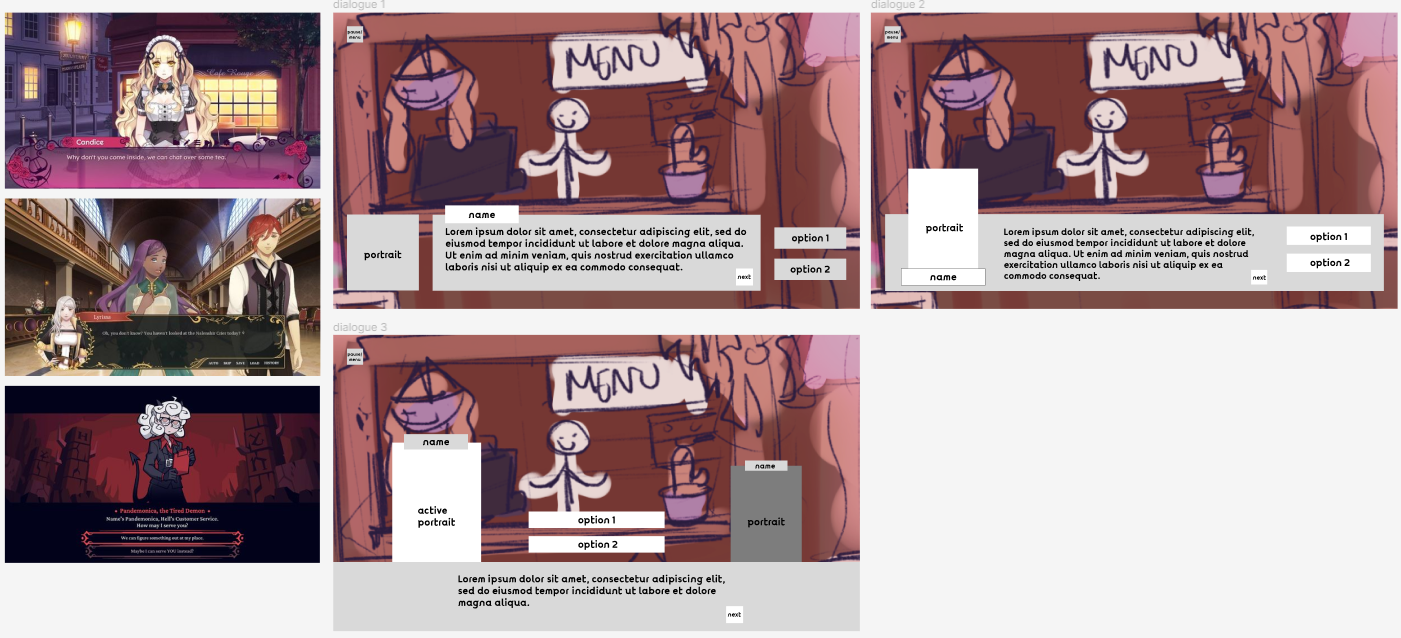 dialogue 1
dialogue 2
Cafe Rouge
Candice
Why don't you come inside, we can chat over some tea.
pause/
menu
MENU
name
portrait
Lorem ipsum dolor sit amet, consectetur adipiscing elit, sed do
eiusmod tempor incididunt ut labore et dolore magna aliqua.
Ut enim ad minim veniam, quis nostrud exercitation ullamco
laboris nisi ut aliquip ex ea commodo consequat.
next
option 1
option 2
pause/
menu
MENU
portrait
name
Lorem ipsum dolor sit amet, consectetur adipiscing elit,
sed do eiusmod tempor incididunt ut labore et dolore
magna aliqua. Ut enim ad minim veniam, quis nostrud
exercitation ullamco laboris nisi ut aliquip ex ea
commodo consequat.
next
option 1
option 2
Lyrisse
Oh, you don't know? You haven't looked at the
today?
AUTO SKIP SAVE LOAD HISTORY
dialogue 3
pause/
menu
MENU
name
active
portrait
option 1
option 2
name
portrait
Lorem ipsum dolor sit amet, consectetur adipiscing elit,
sed do eiusmod tempor incididunt ut labore et dolore
magna aliqua.
next
Pandemonica, the Tired Demon
Name's Pandemonica, Hell's Customer Service.
How may I serve you?
We can figure something out at my place.
Maybe I can serve YOU instead?